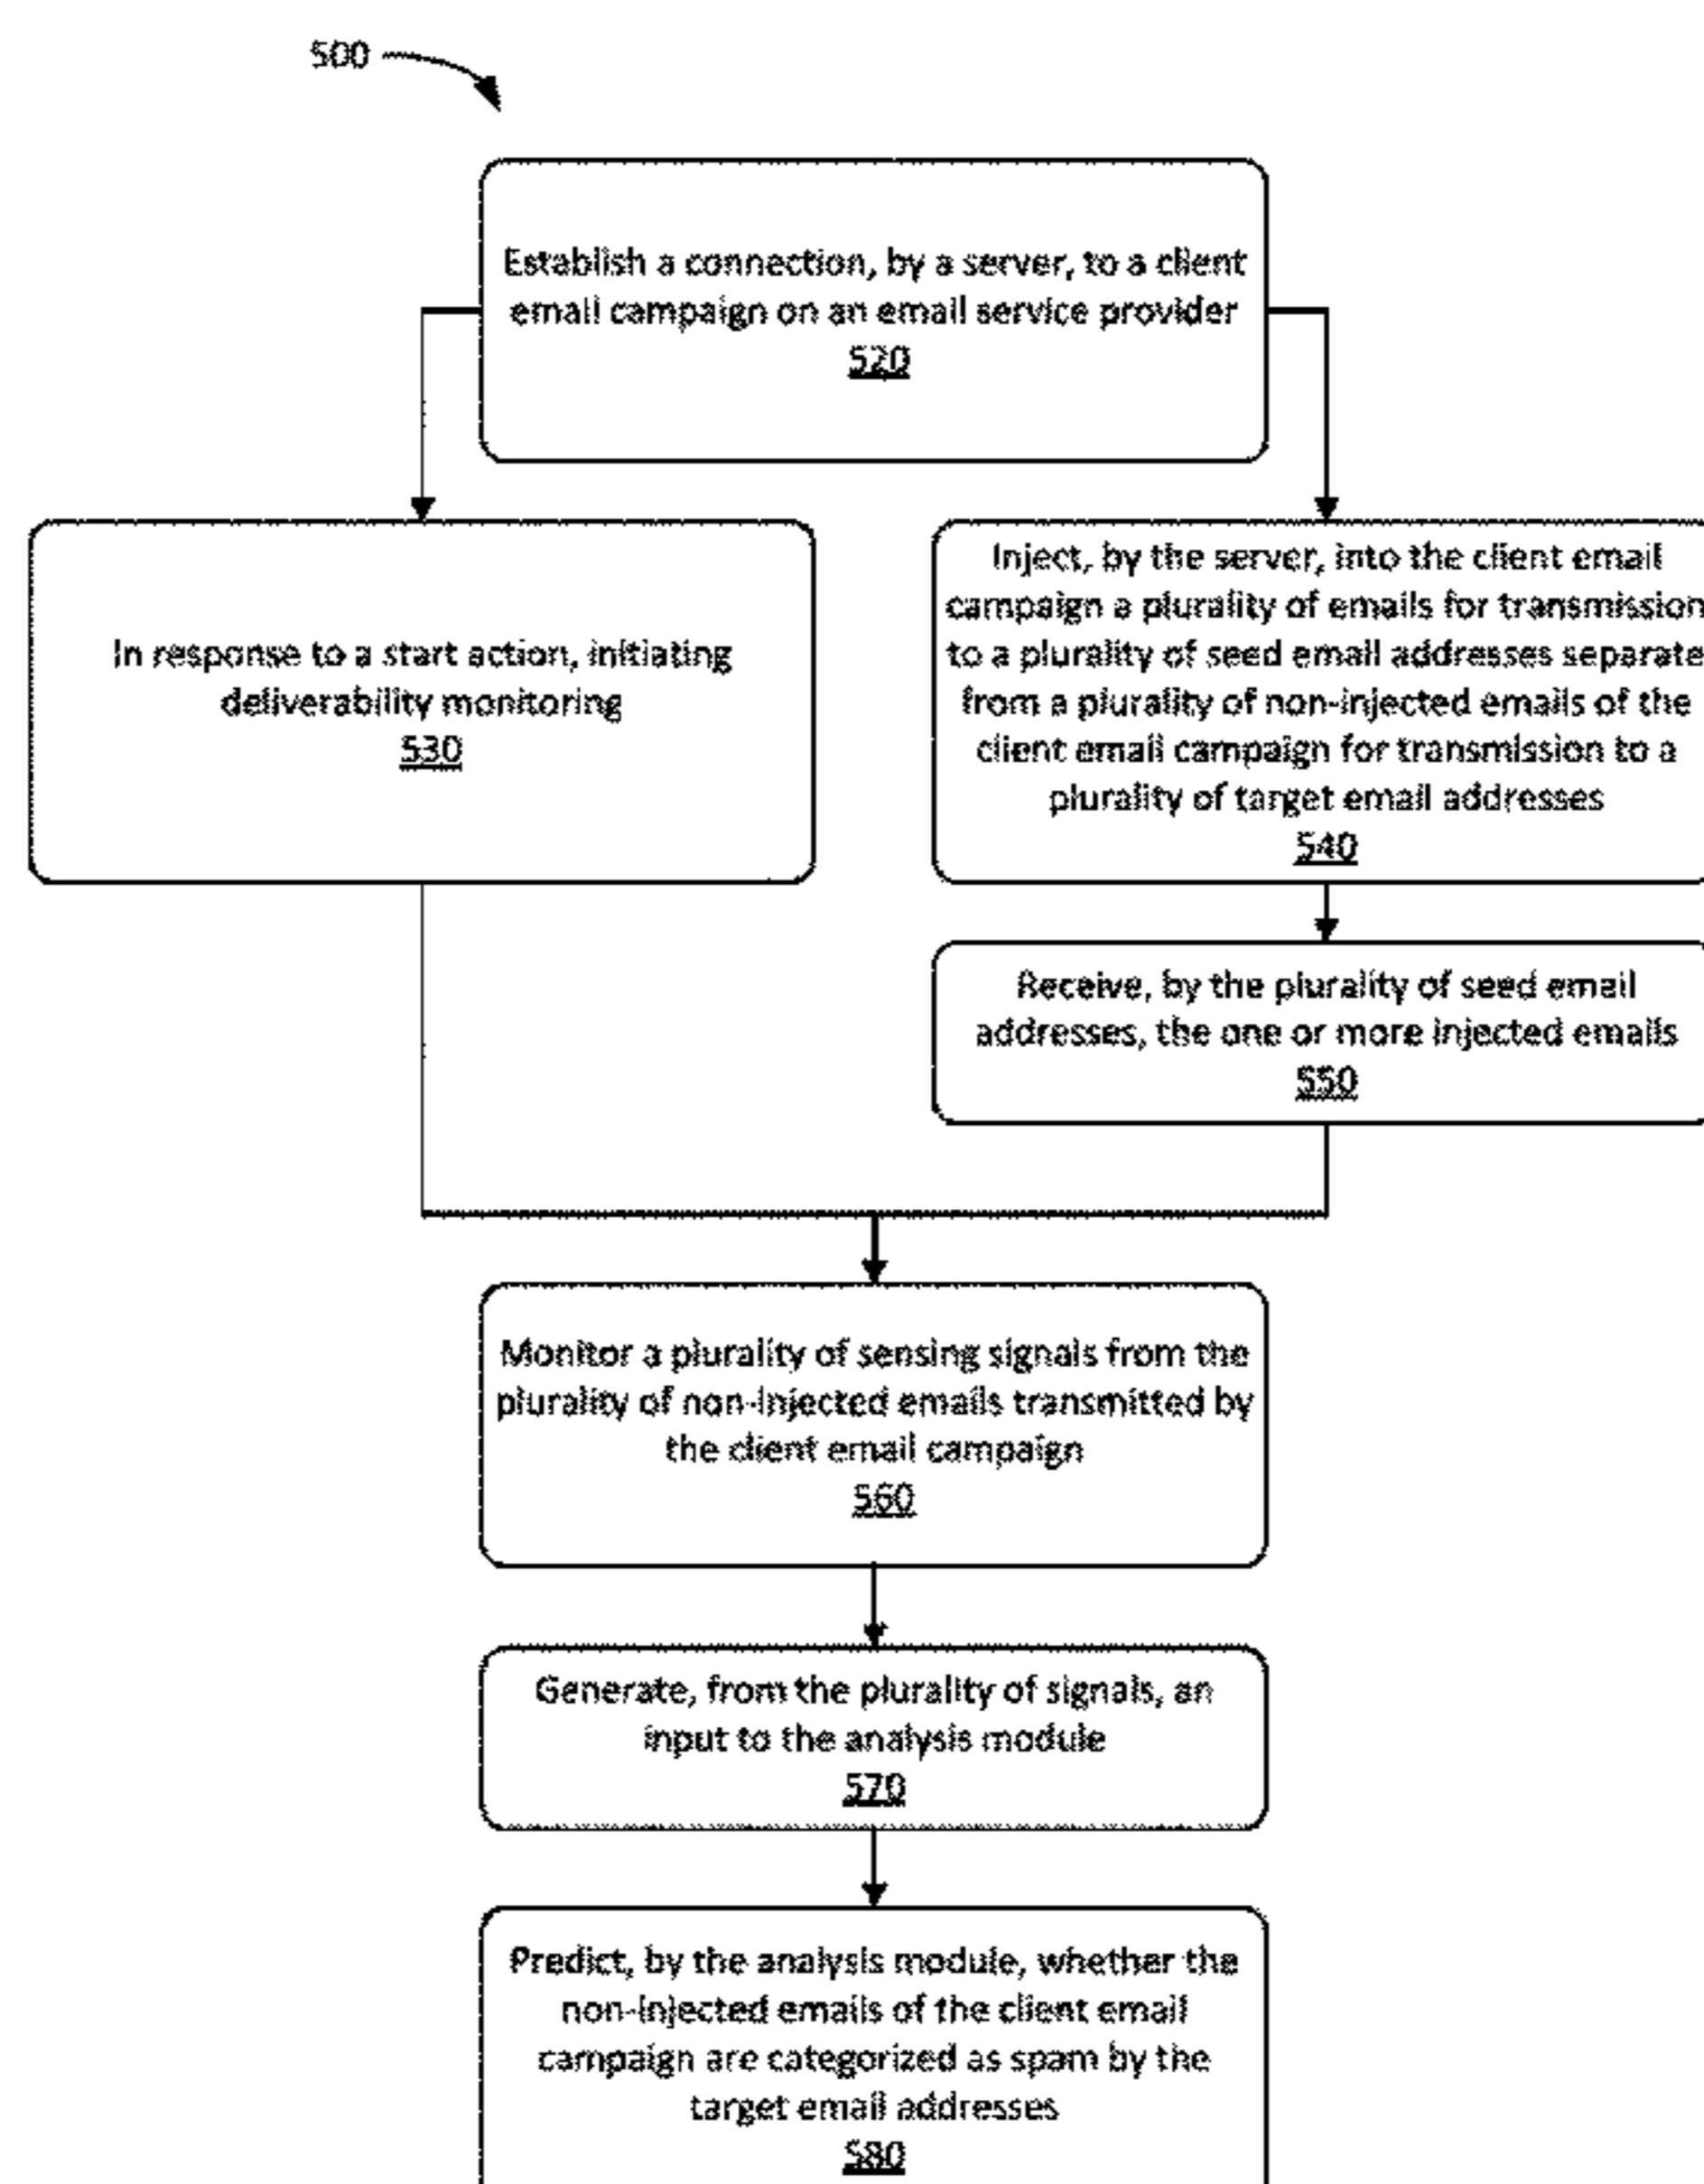 500
Establish a connection, by a server, to a client
email campaign on an email service provider
520
In response to a start action, initiating
deliverability monitoring
530
Inject, by the server, into the client email
campaign a plurality of emails for transmission
to a plurality of seed email addresses separate
from a plurality of non-injected emails of the
client email campaign for transmission to a
plurality of target email addresses
540
Receive, by the plurality of seed email
addresses, the one or more injected emails
550
Monitor a plurality of sensing signals from the
plurality of non-injected emails transmitted by
the client email campaign
560
Generate, from the plurality of signals, an
input to the analysis module
570
Predict, by the analysis module, whether the
non-injected emails of the client email
campaign are categorized as spam by the
target email addresses
580